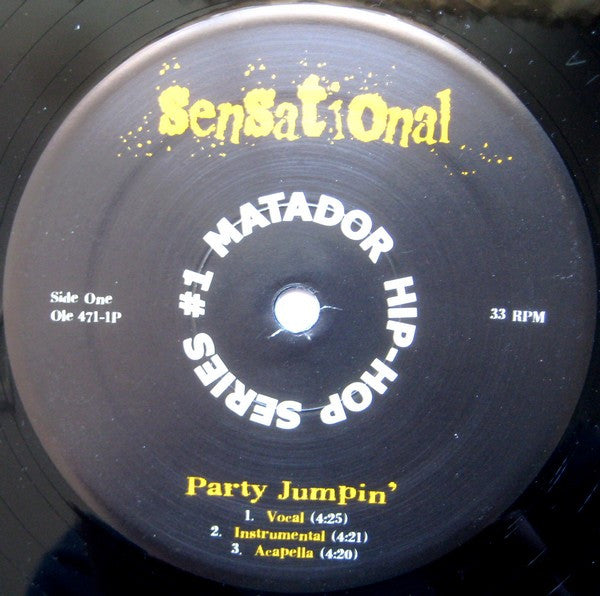 Sensational
MATADOR HIP-HOP SERIES #1
Side One
Ole 471-1P
33 RPM
Party Jumpin'
1. Vocal (4:25)
2. Instrumental (4:21)
3. Acapella (4:20)